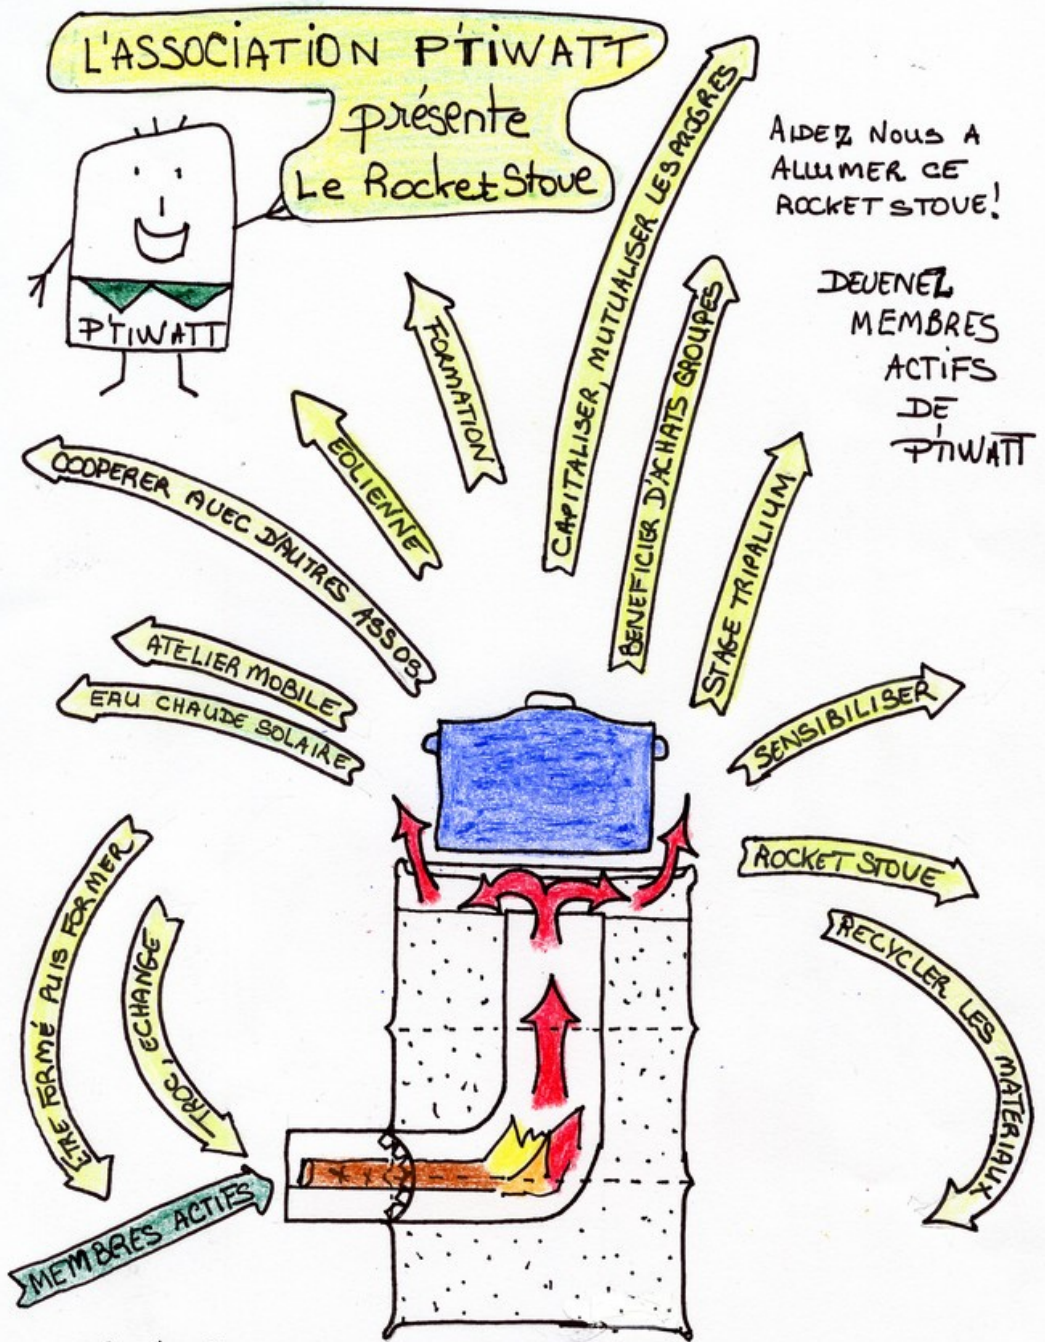 L'ASSOCIATION P'TIWATT
présente
Le Rocket Stove
P'TIWATT
AIDEZ NOUS A
ALLUMER CE
ROCKET STOVE!
DEVENEZ
MEMBRES
ACTIFS
DE
P'TIWATT
CAPITALISER, MUTUALISER LES PROGRES
FORMATION
BENEFICIER D'ACHATS GROUPES
EOLIENNE
STAGE TRIPALIUM
COOPERER AVEC D'AUTRES ASSOS
ATELIER MOBILE
EAU CHAUDE SOLAIRE
SENSIBILISER
ROCKET STOVE
ÊTRE FORMÉ PUIS FORMER
TROC, ECHANGE
RECYCLER LES MATERIAUX
MEMBRES ACTIFS